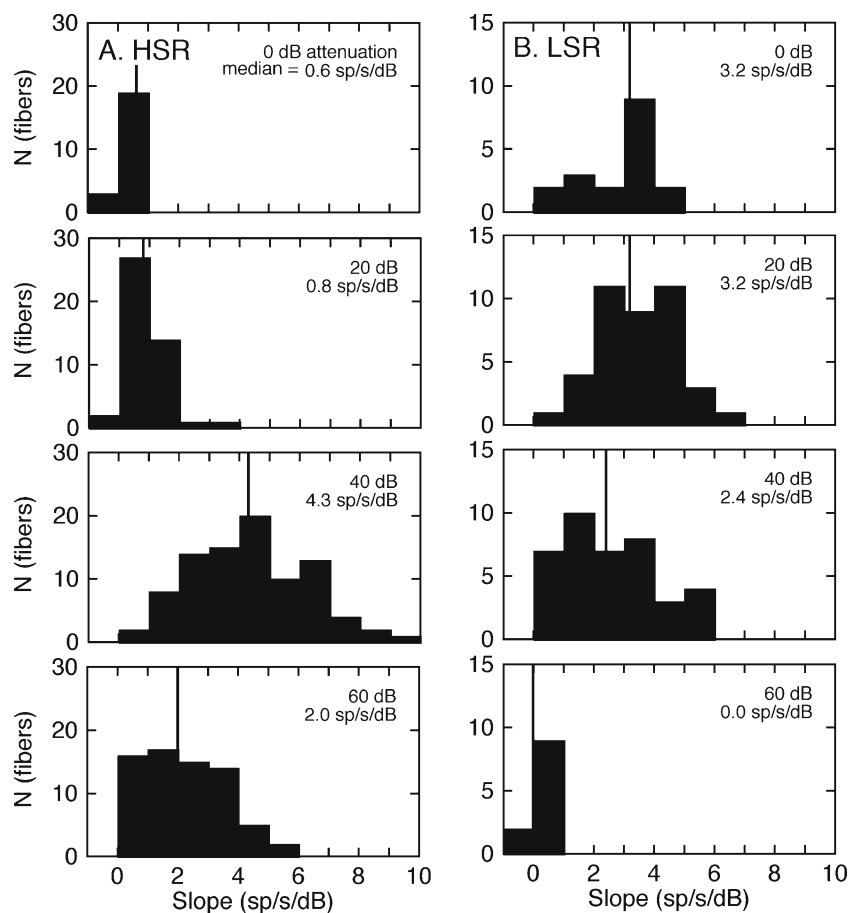 A. HSR
0 dB attenuation
median = 0.6 sp/s/dB
N (fibers)
30
20
10
0
20 dB
0.8 sp/s/dB
N (fibers)
30
20
10
0
40 dB
4.3 sp/s/dB
N (fibers)
30
20
10
0
60 dB
2.0 sp/s/dB
N (fibers)
30
20
10
0
0 2 4 6 8 10
Slope (sp/s/dB)
B. LSR
0 dB
3.2 sp/s/dB
N (fibers)
15
10
5
0
20 dB
3.2 sp/s/dB
N (fibers)
15
10
5
0
40 dB
2.4 sp/s/dB
N (fibers)
15
10
5
0
60 dB
0.0 sp/s/dB
N (fibers)
15
10
5
0
0 2 4 6 8 10
Slope (sp/s/dB)